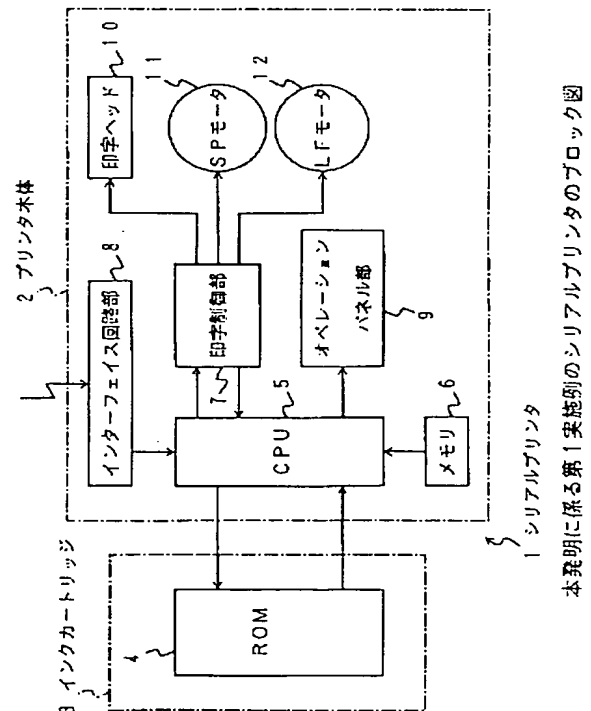 2 プリンタ本体
10
印字ヘッド
11
SPモータ
12
LFモータ
8
インターフェイス回路部
7
印字制御部
オペレーション
パネル部
9
5
CPU
6
メモリ
3 インクカートリッジ
4
ROM
1 シリアルプリンタ
本発明に係る第1実施例のシリアルプリンタのブロック図